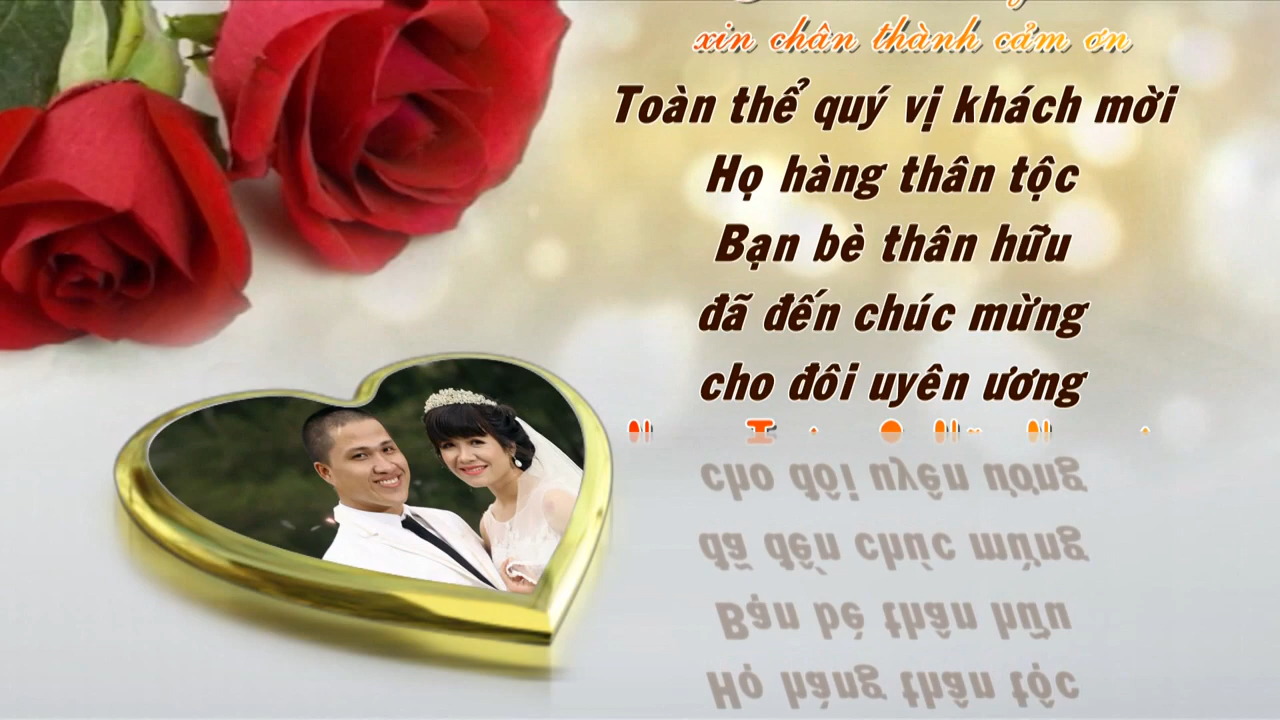 xin chân thành cảm ơn
Toàn thể quý vị khách mời
Họ hàng thân tộc
Bạn bè thân hữu
đã đến chúc mừng
cho đôi uyên ương